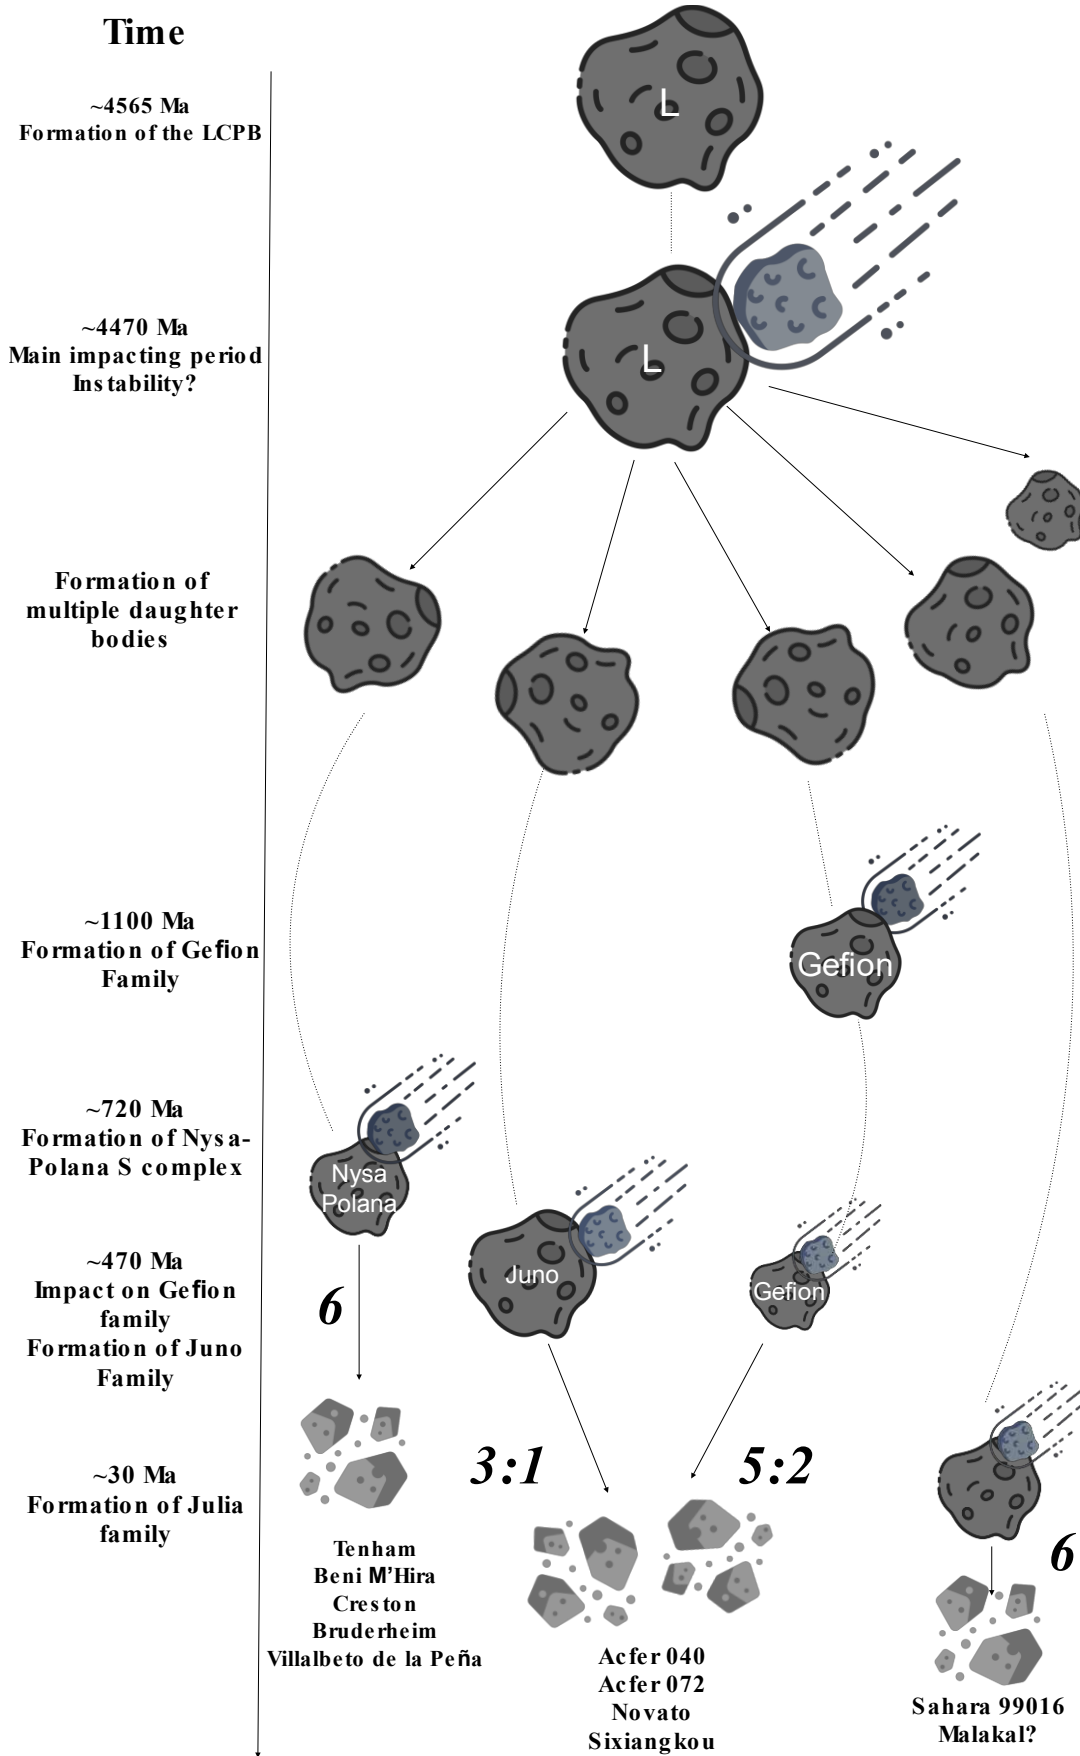 Time
~4565 Ma
Formation of the LCPB
L
~4470 Ma
Main impacting period
Instability?
L
Formation of
multiple daughter
bodies
~1100 Ma
Formation of Gefion
Family
Gefion
~720 Ma
Formation of Nysa-
Polana S complex
Nysa
Polana
~470 Ma
Impact on Gefion
family
Formation of Juno
Family
Juno
Gefion
6
3:1
5:2
~30 Ma
Formation of Julia
family
6
Tenham
Beni M’Hira
Creston
Bruderheim
Villalbeto de la Peña
Acfer 040
Acfer 072
Novato
Sixiangkou
Sahara 99016
Malakal?